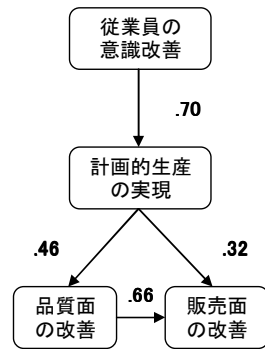 従業員の
意識改善
.70
計画的生産
の実現
.46
.32
.66
品質面
の改善
販売面
の改善